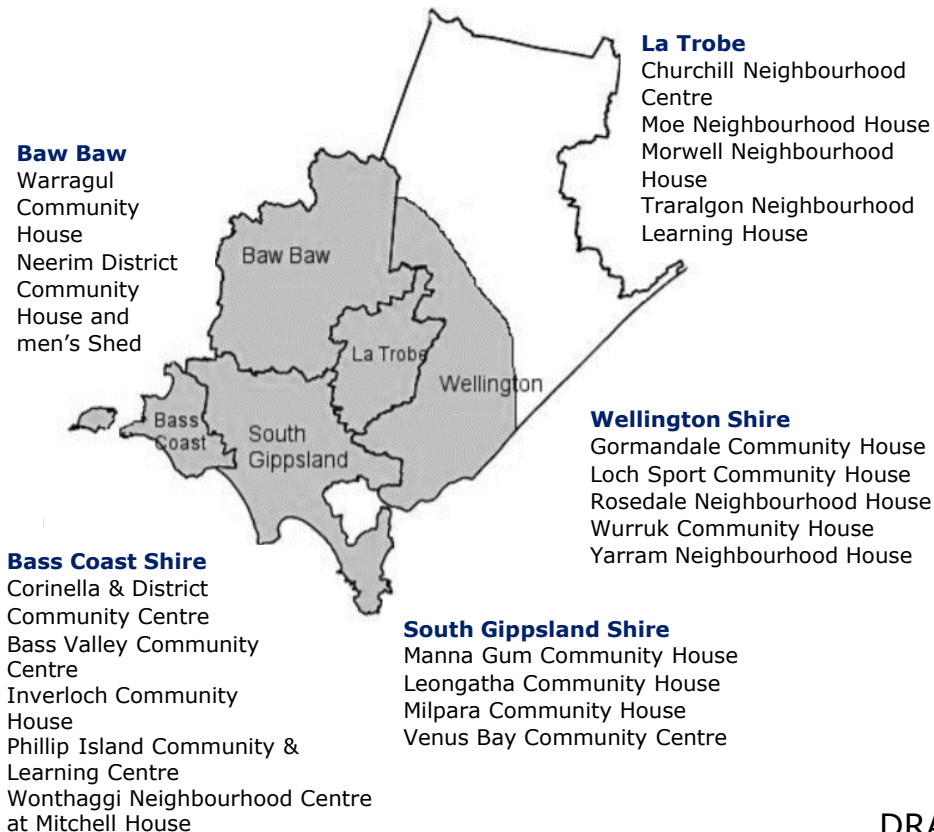 La Trobe
Churchill Neighbourhood
Centre
Moe Neighbourhood House
Morwell Neighbourhood
House
Traralgon Neighbourhood
Learning House
Baw Baw
Warragul
Community
House
Neerim District
Community
House and
men’s Shed
Baw Baw
La Trobe
Wellington
Bass
Coast
South
Gippsland
Wellington Shire
Gormandale Community House
Loch Sport Community House
Rosedale Neighbourhood House
Wurruk Community House
Yarram Neighbourhood House
Bass Coast Shire
Corinella & District
Community Centre
Bass Valley Community
Centre
Inverloch Community
House
Phillip Island Community &
Learning Centre
Wonthaggi Neighbourhood Centre
at Mitchell House
South Gippsland Shire
Manna Gum Community House
Leongatha Community House
Milpara Community House
Venus Bay Community Centre